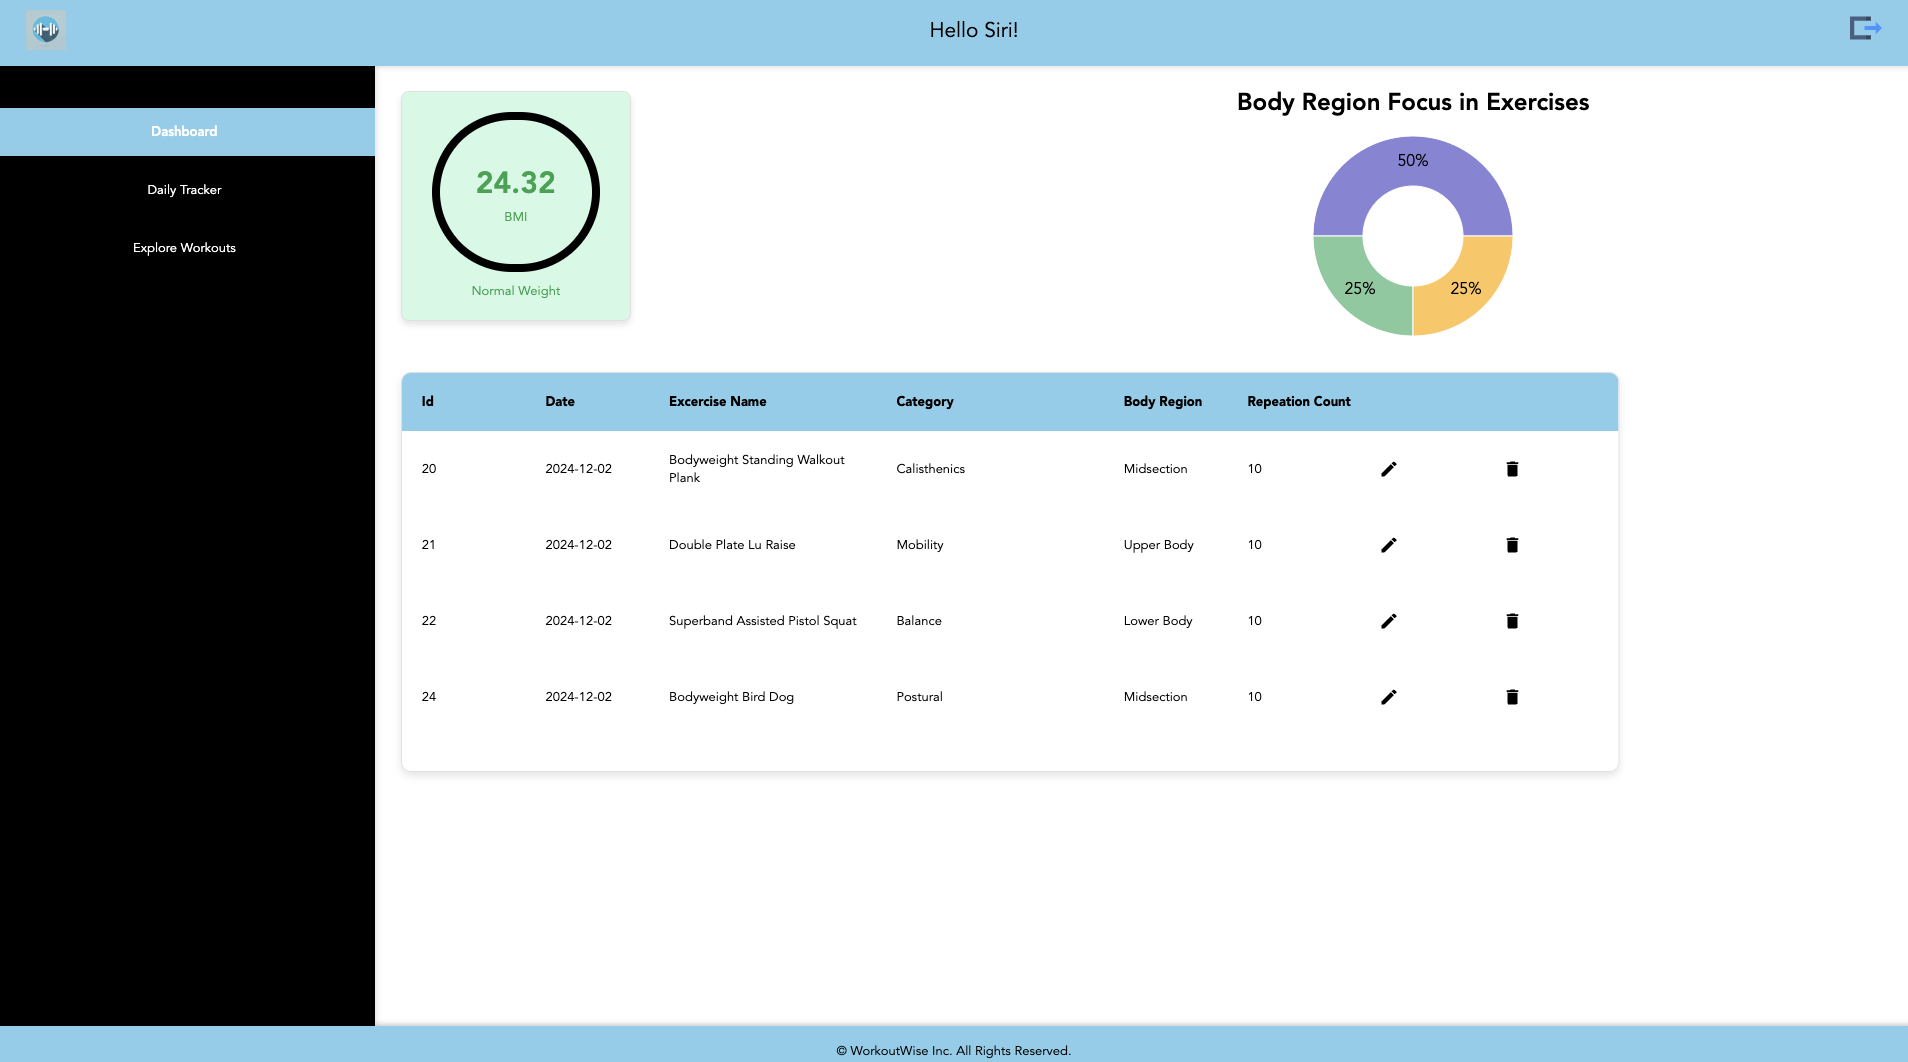 Hello Siri!
Dashboard
Daily Tracker
Explore Workouts
24.32
BMI
Normal Weight
Body Region Focus in Exercises
50%
25%
25%
Id Date Excercise Name Category Body Region Repeation Count
20 2024-12-02 Bodyweight Standing Walkout Plank Calisthenics Midsection 10
21 2024-12-02 Double Plate Lu Raise Mobility Upper Body 10
22 2024-12-02 Superband Assisted Pistol Squat Balance Lower Body 10
24 2024-12-02 Bodyweight Bird Dog Postural Midsection 10
© WorkoutWise Inc. All Rights Reserved.